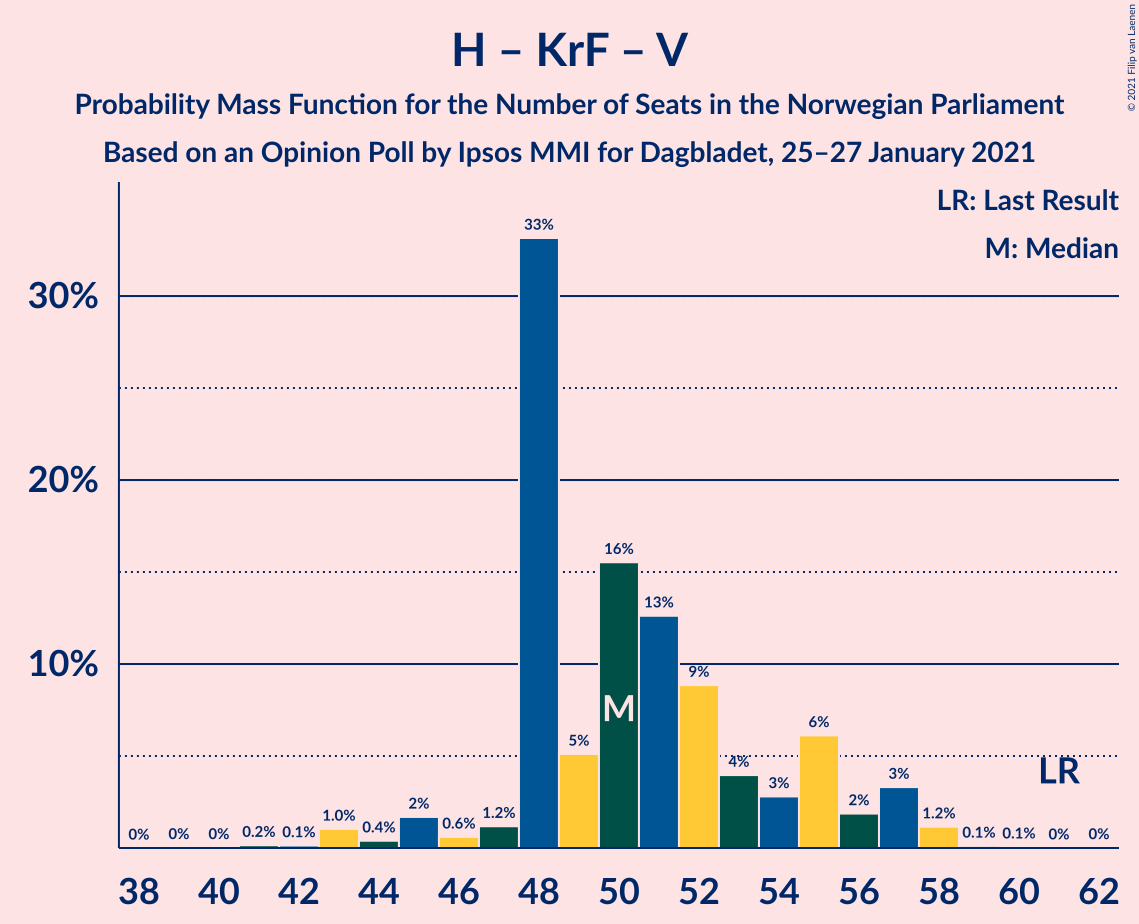 H – KrF – V
Probability Mass Function for the Number of Seats in the Norwegian Parliament
Based on an Opinion Poll by Ipsos MMI for Dagbladet, 25–27 January 2021
© 2021 Filip van Laenen
LR: Last Result
M: Median
30%
20%
10%
0% 0% 0% 0.2% 0.1% 1.0% 0.4% 2% 0.6% 1.2% 33% 5% 16% 13% 9% 4% 3% 6% 2% 3% 1.2% 0.1% 0.1% 0% 0%
M
LR
38 40 42 44 46 48 50 52 54 56 58 60 62